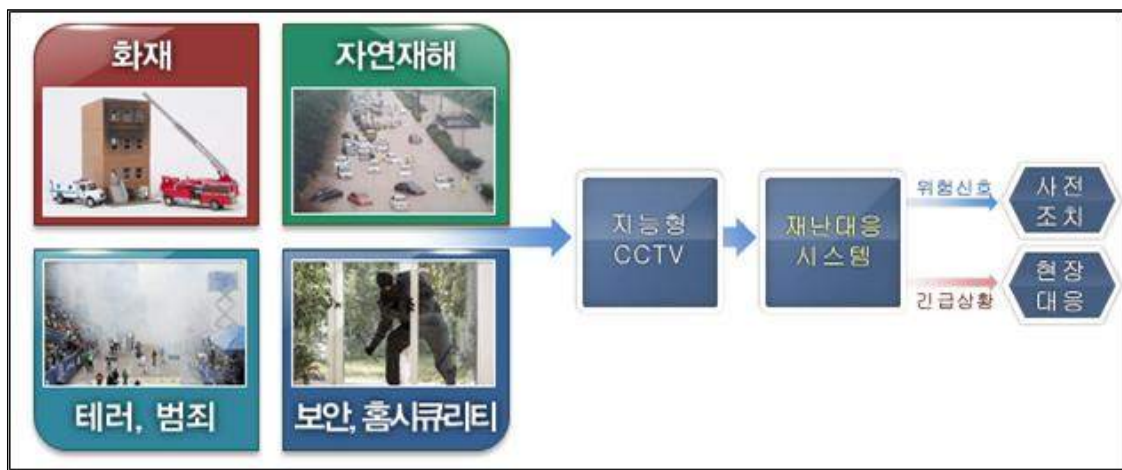 화재
자연재해
테러, 범죄
보안, 홈시큐리티
지능형
CCTV
재난대응
시스템
위험신호
사전
조치
긴급상황
현장
대응